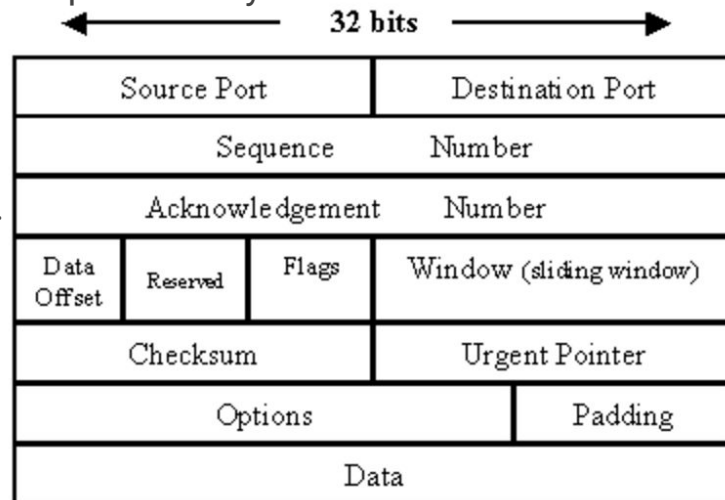 32 bits
Source Port Destination Port
Sequence Number
Acknowledgement Number
Data Offset Reserved Flags Window (sliding window)
Checksum Urgent Pointer
Options Padding
Data